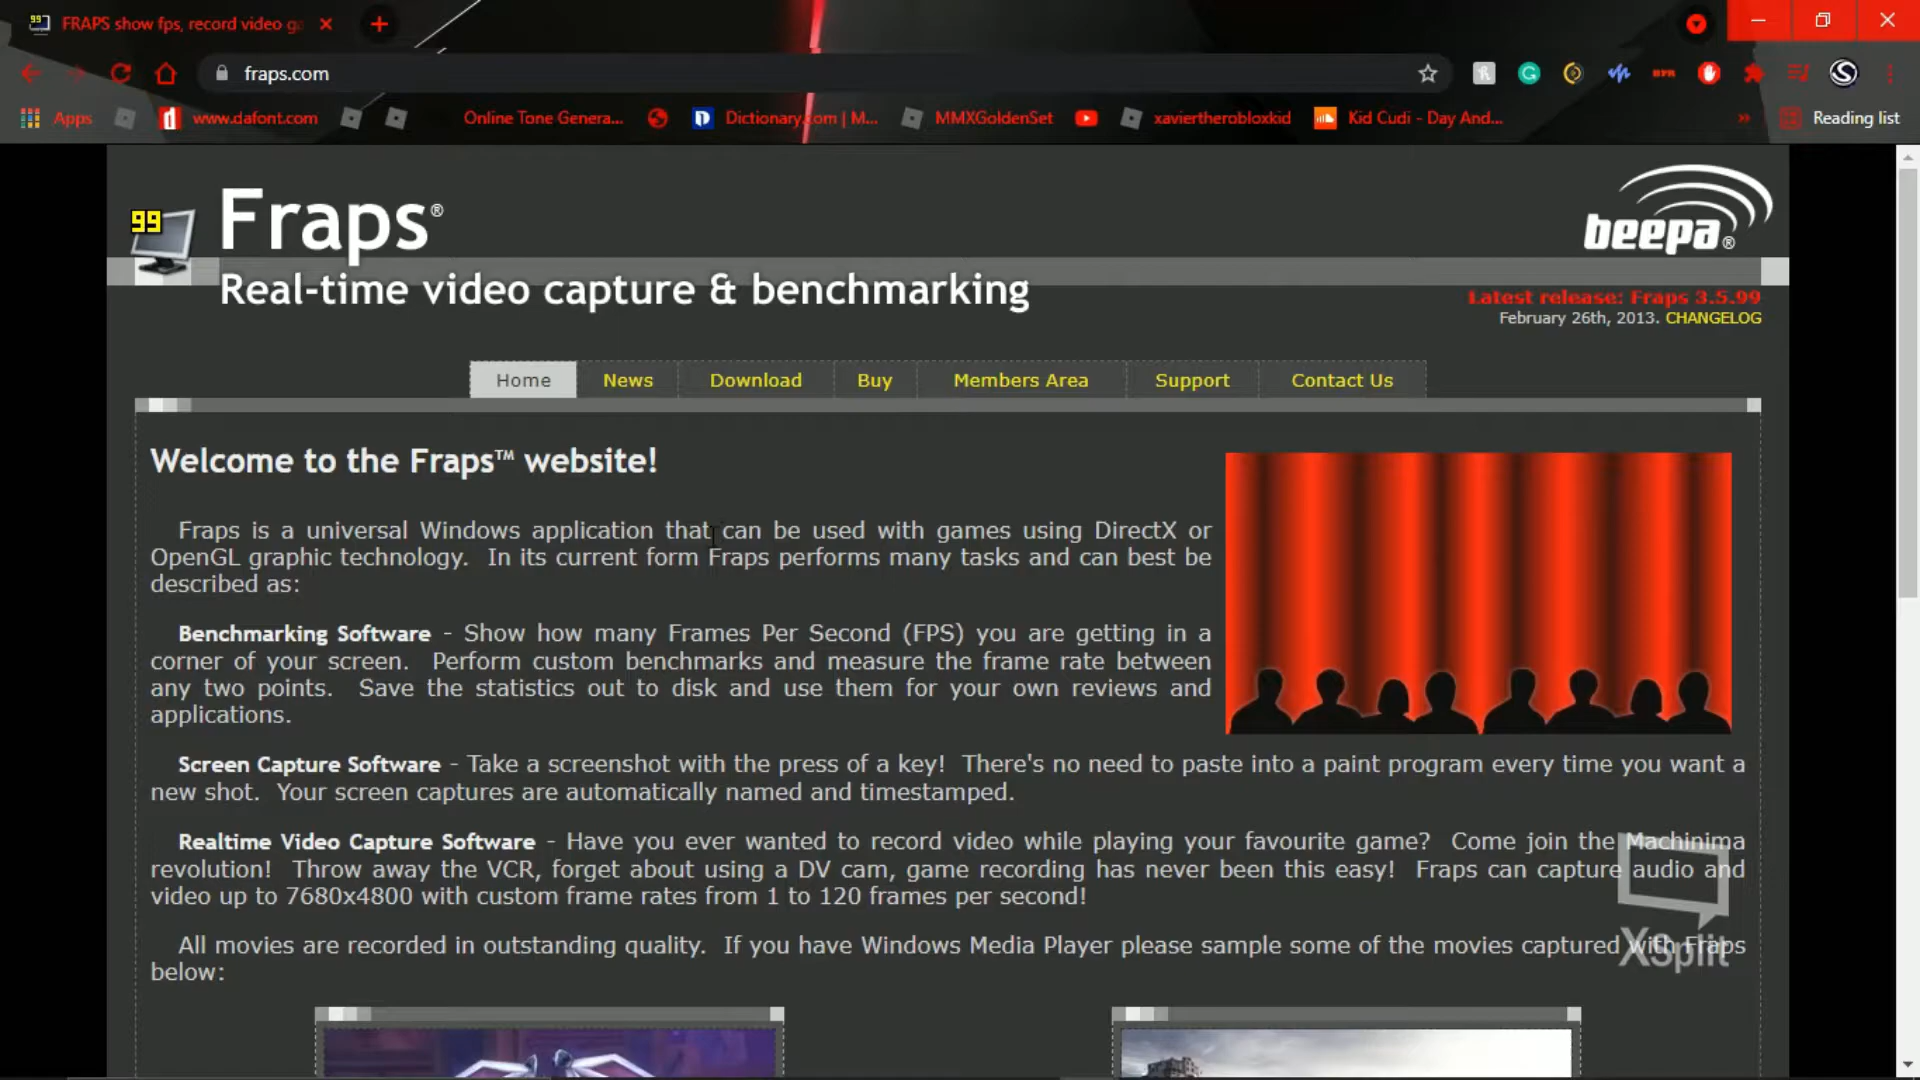 99 FRAPS show fps, record video ga
fraps.com
Apps www.dafont.com Online Tone Genera... Dictionary.com | M... MMXGoldenSet xaviertherobloxkid Kid Cudi - Day And... » Reading list
99 Fraps®
beepa®
Real-time video capture & benchmarking
Latest release: Fraps 3.5.99
February 26th, 2013. CHANGELOG
Home News Download Buy Members Area Support Contact Us
Welcome to the Fraps™ website!
Fraps is a universal Windows application that can be used with games using DirectX or
OpenGL graphic technology. In its current form Fraps performs many tasks and can best be
described as:
Benchmarking Software - Show how many Frames Per Second (FPS) you are getting in a
corner of your screen. Perform custom benchmarks and measure the frame rate between
any two points. Save the statistics out to disk and use them for your own reviews and
applications.
Screen Capture Software - Take a screenshot with the press of a key! There's no need to paste into a paint program every time you want a
new shot. Your screen captures are automatically named and timestamped.
Realtime Video Capture Software - Have you ever wanted to record video while playing your favourite game? Come join the Machinima
revolution! Throw away the VCR, forget about using a DV cam, game recording has never been this easy! Fraps can capture audio and
video up to 7680x4800 with custom frame rates from 1 to 120 frames per second!
All movies are recorded in outstanding quality. If you have Windows Media Player please sample some of the movies captured with Fraps
below:
XSplit